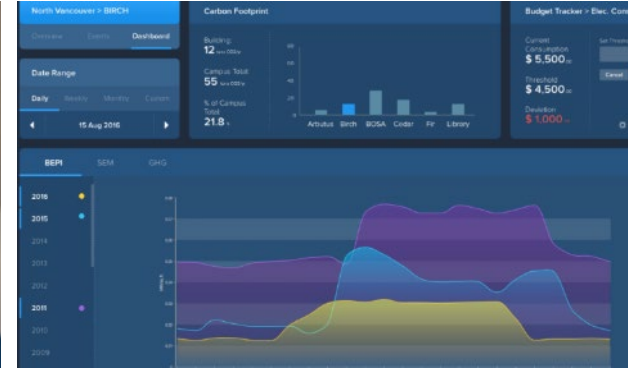 North Vancouver > BIRCH
Overview Events Dashboard
Date Range
Daily Weekly Monthly Custom
15 Aug 2016
Carbon Footprint
Building:
12
Campus Total:
55
% of Campus
Total
21.8
Arbutus Birch BOSA Cedar Fir Library
Budget Tracker > Elec. Con
Current
Consumption
$ 5,500
Threshold
$ 4,500
Deviation
$ 1,000
Cancel
BEPI SEM GHG
2016
2015
2014
2013
2012
2011
2010
2009